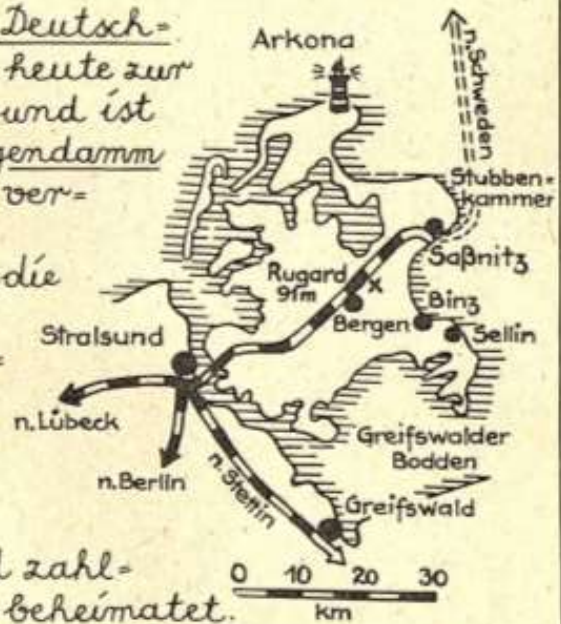 Deutsch=
heute zur
und ist
gendamm
ver=
die
=
l zahl=
beheimatet.
Arkona
n. Schweden
Stubben=
kammer
Saßnitz
Rugard
91m
Bergen
Binz
Sellin
Stralsund
n. Lübeck
n. Berlin
n. Stettin
Greifswalder
Bodden
Greifswald
0 10 20 30
km